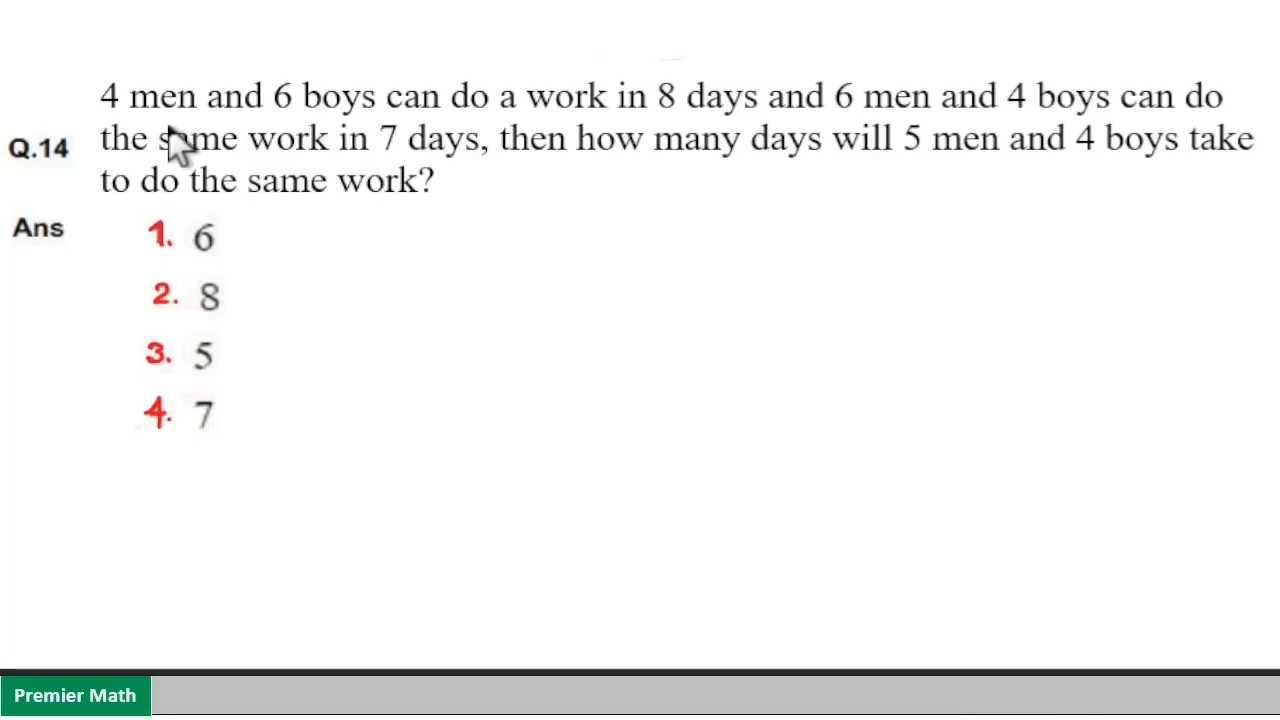 4 men and 6 boys can do a work in 8 days and 6 men and 4 boys can do
Q.14 the same work in 7 days, then how many days will 5 men and 4 boys take
to do the same work?
Ans 1. 6
2. 8
3. 5
4. 7
Premier Math